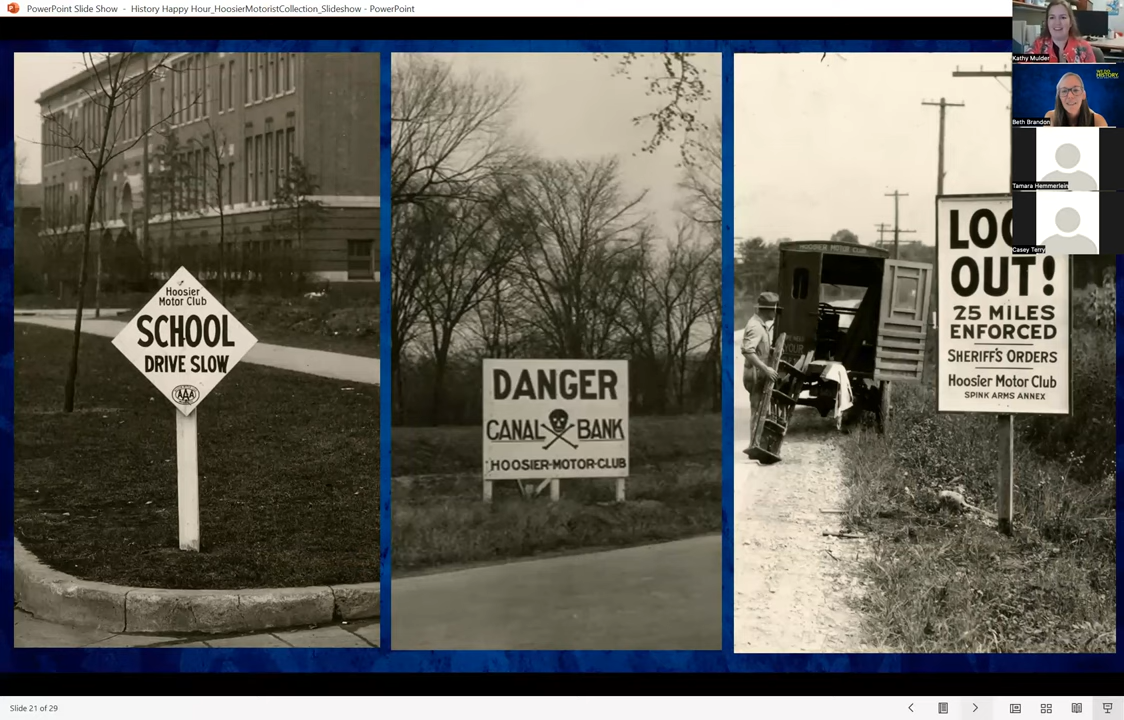 PowerPoint Slide Show - History Happy Hour_HoosierMotoristCollection_Slideshow - PowerPoint
Hoosier
Motor Club
SCHOOL
DRIVE SLOW
AAA
DANGER
CANAL BANK
HOOSIER-MOTOR-CLUB
HOOSIER MOTOR CLUB
LOO
OUT!
25 MILES
ENFORCED
SHERIFF'S ORDERS
Hoosier Motor Club
SPINK ARMS ANNEX
Kathy Mulder
HISTORY
Beth Brandon
Tamara Hemmerlein
Casey Terry
Slide 21 of 29